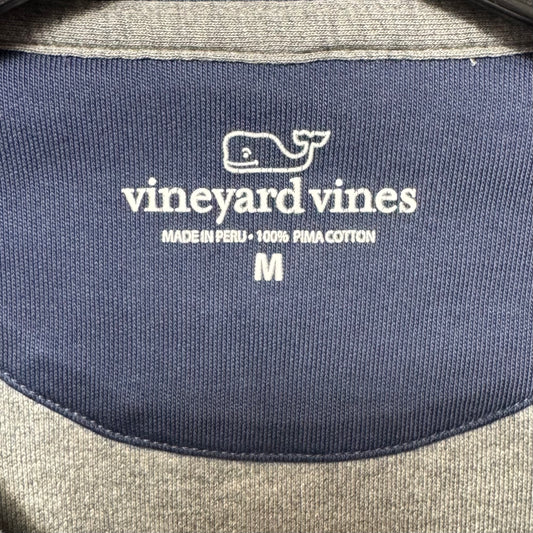 vineyard vines
MADE IN PERU • 100% PIMA COTTON
M